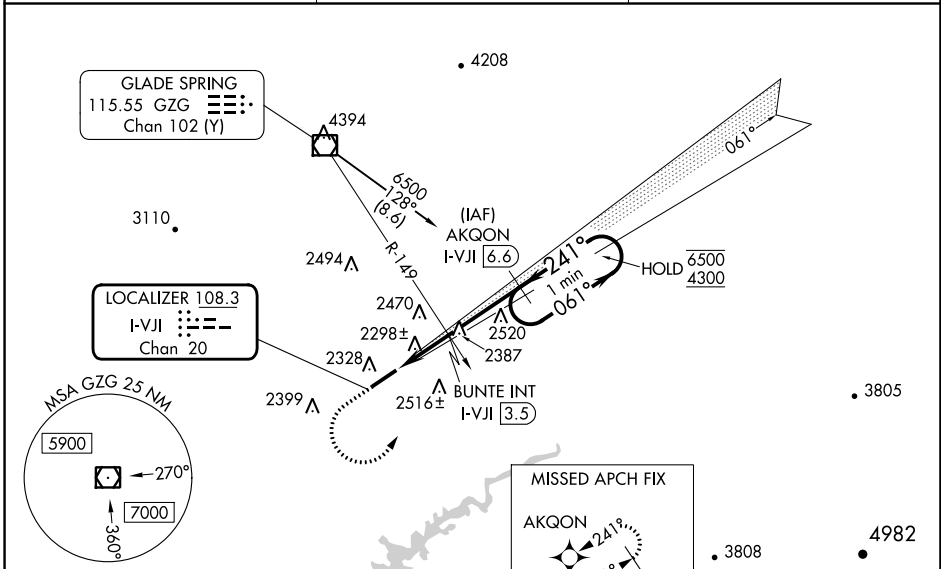 4208
GLADE SPRING
115.55 GZG
Chan 102 (Y)
4394
6500
128°
(8.6)
061°
3110
(IAF)
AKQON
I-VJI 6.6
R-149
241°
1 min
061°
HOLD 6500
4300
2494
LOCALIZER 108.3
I-VJI
Chan 20
2470
2298±
2520
2387
2328
BUNTE INT
I-VJI 3.5
2399
2516±
3805
MSA GZG 25 NM
5900
270°
7000
360°
MISSED APCH FIX
AKQON
241°
3808
4982